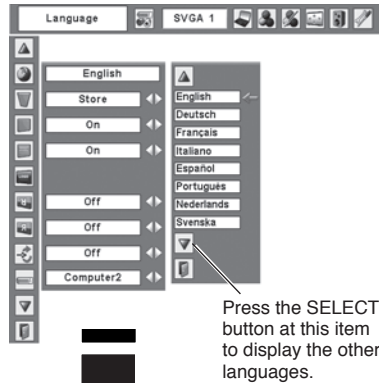 Language
SVGA 1
English
Store
On
On
Off
Off
Off
Computer2
English
Deutsch
Français
Italiano
Español
Português
Nederlands
Svenska
Press the SELECT
button at this item
to display the other
languages.